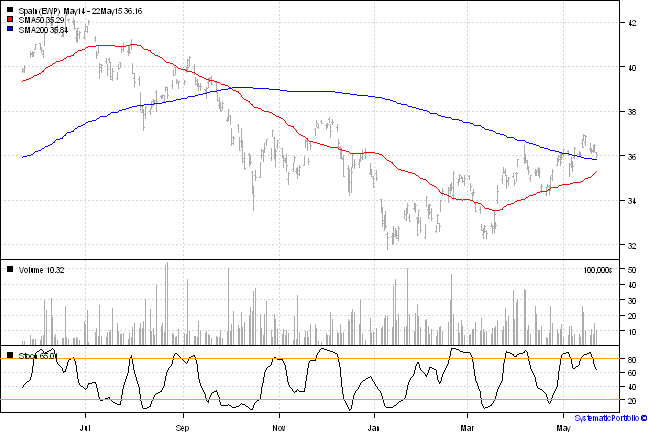 Spain (EWP) May14 - 22May15 36.16
SMA50 35.29
SMA200 35.84
42
40
38
36
34
32
Volume 10.32
100,000s
50
40
30
20
10
Stoch 65.01
80
60
40
20
Jul Sep Nov Jan Mar May
SystematicPortfolio ©